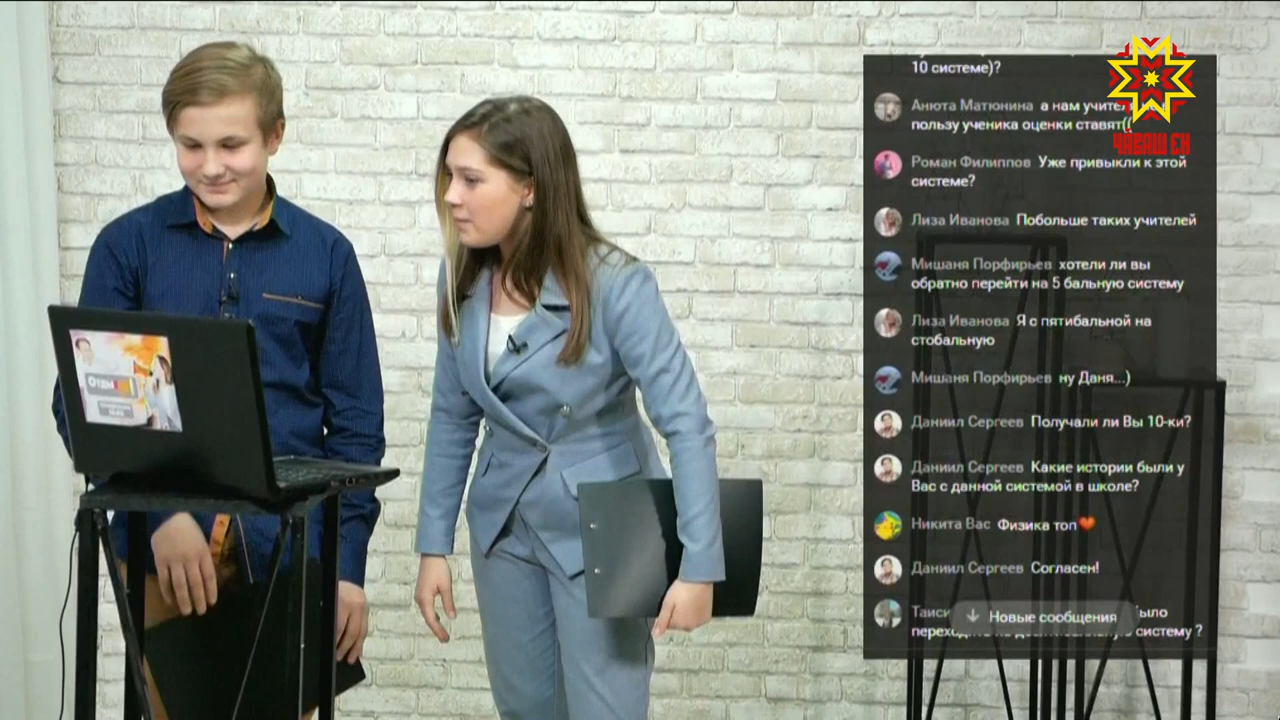 10 системе)?
Анюта Матюнина а нам
пользу ученика оценки ставят((
Роман Филиппов Уже привыкли к этой
системе?
Лиза Иванова Побольше таких учителей
Мишаня Порфирьев хотели ли вы
обратно перейти на 5 бальную систему
Лиза Иванова Я с пятибальной на
стобальную
Мишаня Порфирьев ну Даня...)
Даниил Сергеев Получали ли Вы 10-ки?
Даниил Сергеев Какие истории были у
Вас с данной системой в школе?
Никита Вас Физика топ
Даниил Сергеев Согласен!
систему ?
Новые сообщения
ЧӐВАШ ЕН